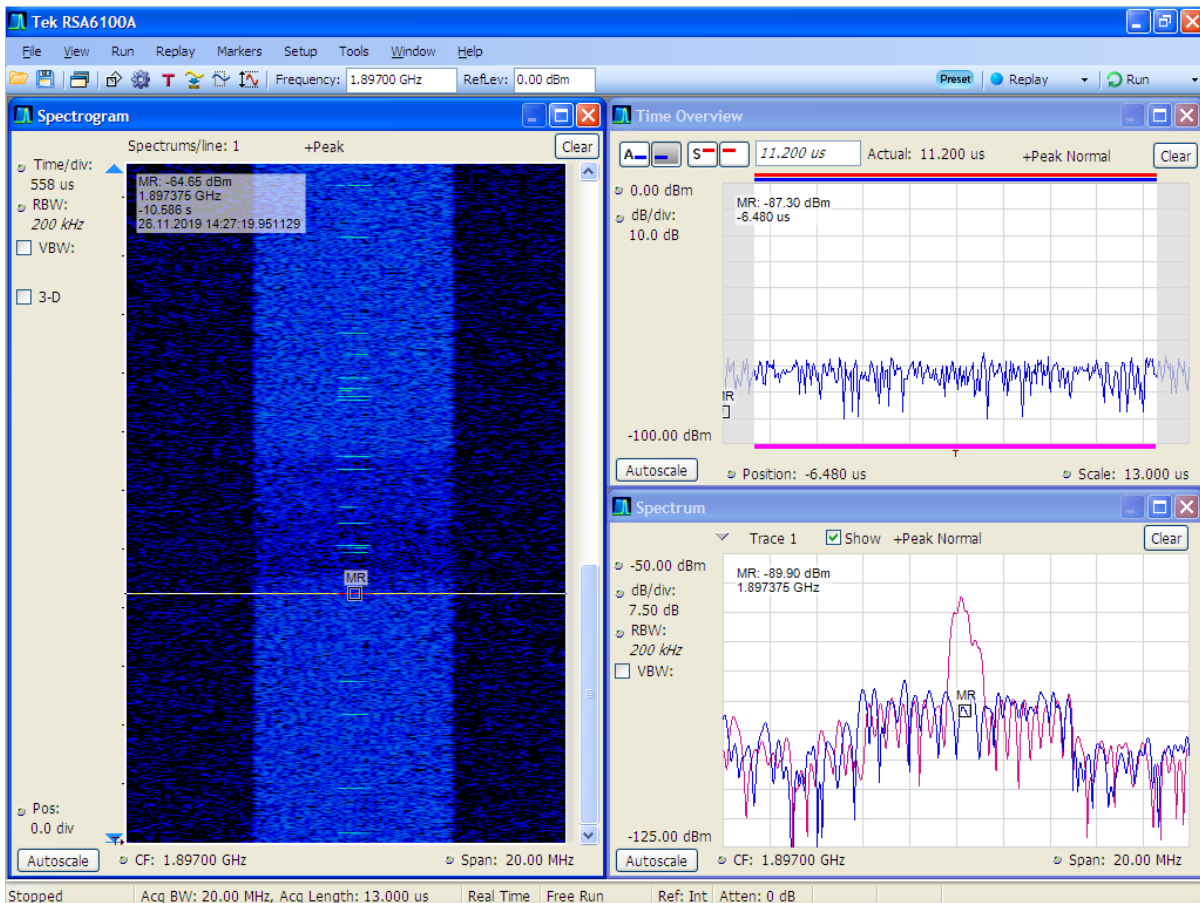 Tek RSA6100A
File View Run Replay Markers Setup Tools Window Help
T Frequency: 1.89700 GHz RefLev: 0.00 dBm Preset Replay Run
Spectrogram
Spectrums/line: 1 +Peak Clear
Time/div:
558 us
RBW:
200 kHz
VBW:
3-D
MR: -64.65 dBm
1.897375 GHz
-10.586 s
26.11.2019 14:27:19.951129
MR
Pos:
0.0 div
T
Autoscale CF: 1.89700 GHz Span: 20.00 MHz
Time Overview
A S 11.200 us Actual: 11.200 us +Peak Normal Clear
0.00 dBm
dB/div:
10.0 dB
MR: -87.30 dBm
-6.480 us
MR
-100.00 dBm
T
Autoscale Position: -6.480 us Scale: 13.000 us
Spectrum
Trace 1 Show +Peak Normal Clear
-50.00 dBm
dB/div:
7.50 dB
RBW:
200 kHz
VBW:
MR: -89.90 dBm
1.897375 GHz
MR
-125.00 dBm
Autoscale CF: 1.89700 GHz Span: 20.00 MHz
Stopped Acq BW: 20.00 MHz, Acq Length: 13.000 us Real Time Free Run Ref: Int Atten: 0 dB